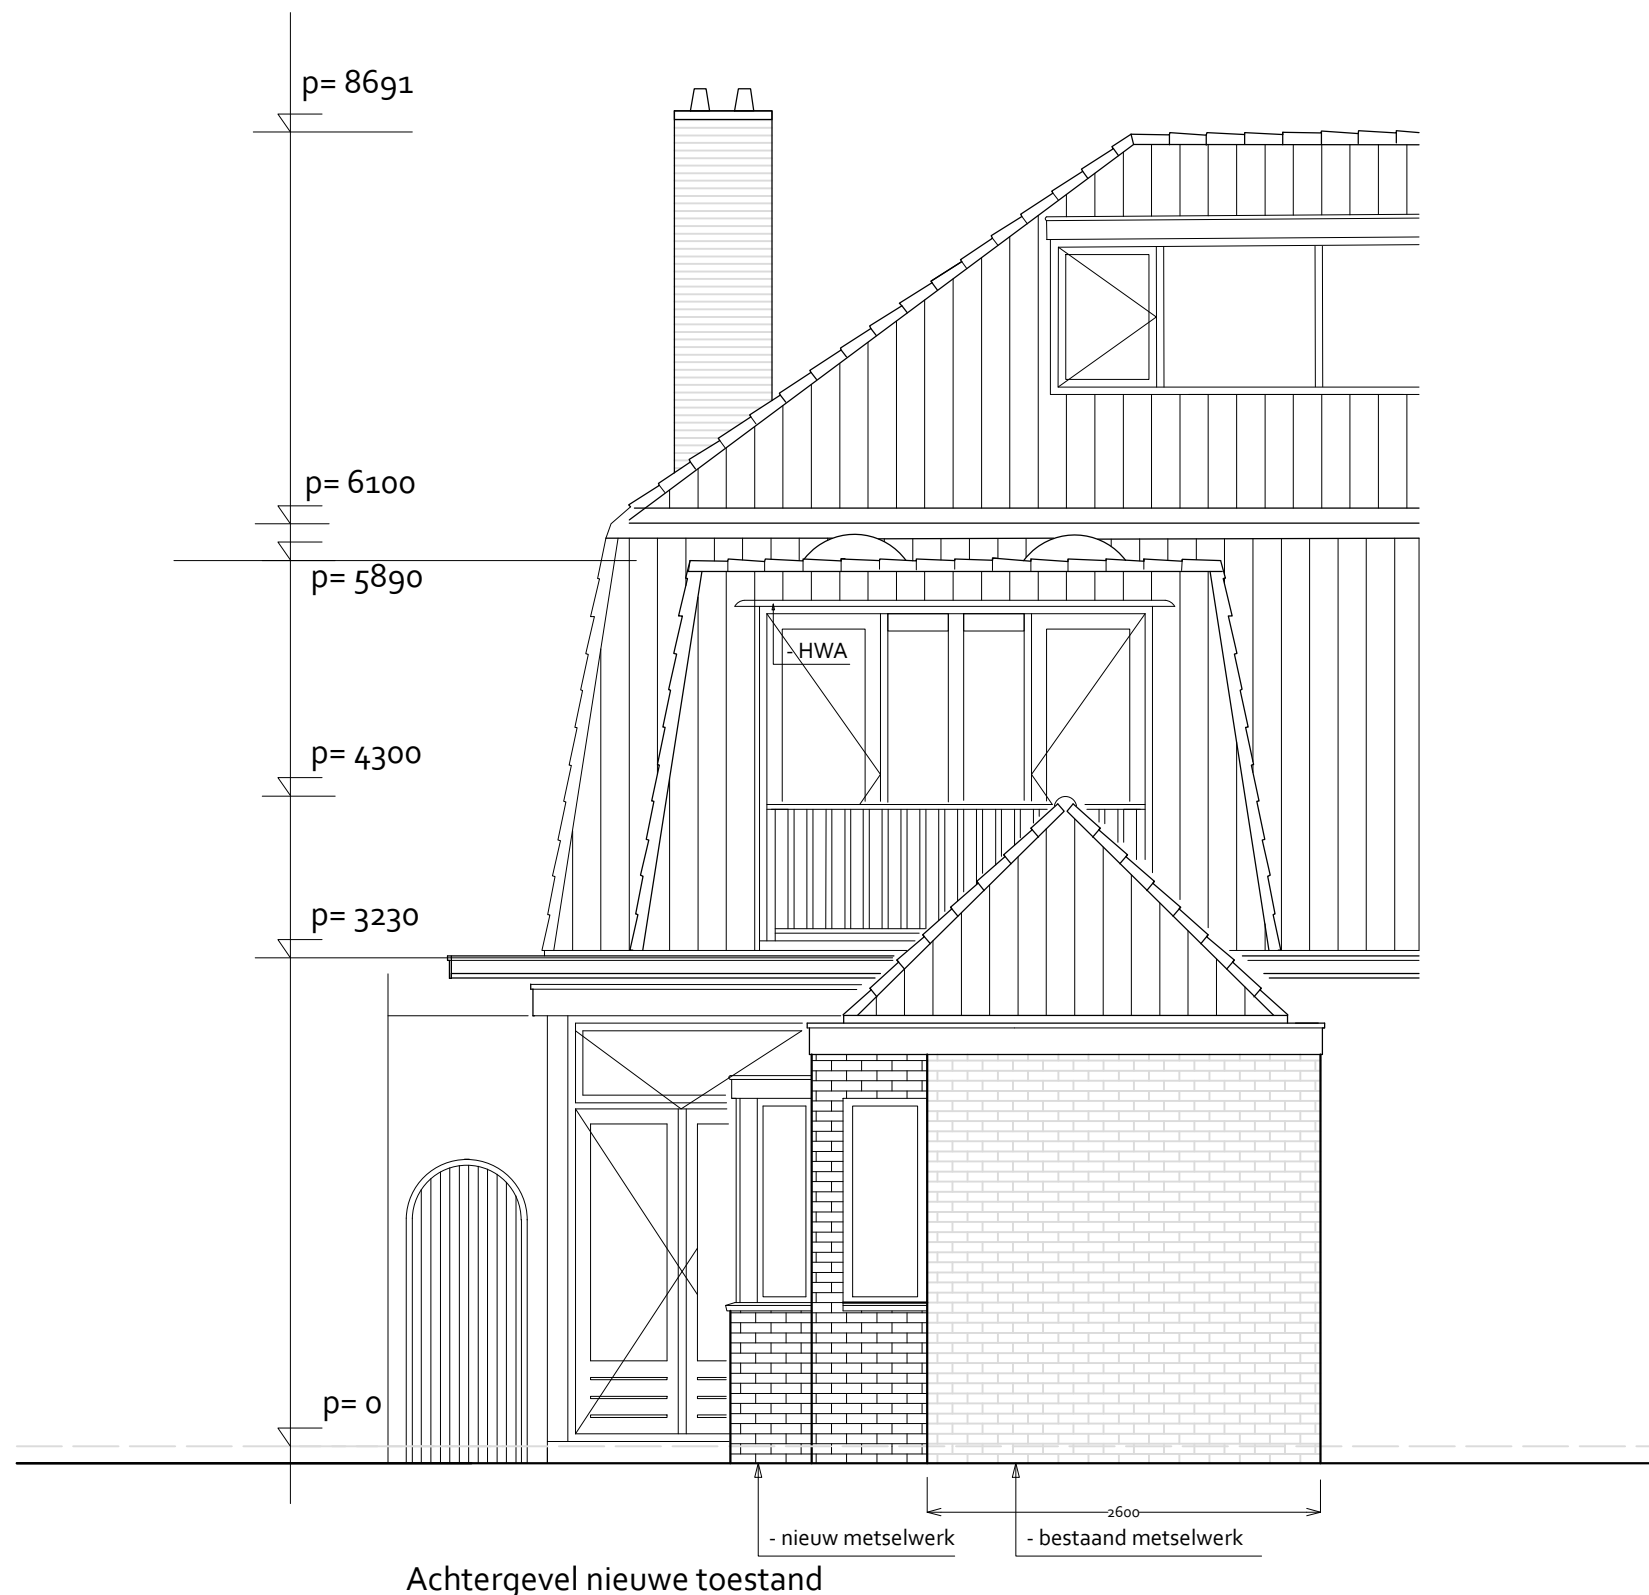 p= 8691
p= 6100
p= 5890
- HWA
p= 4300
p= 3230
p= 0
2600
- nieuw metselwerk
- bestaand metselwerk
Achtergevel nieuwe toestand